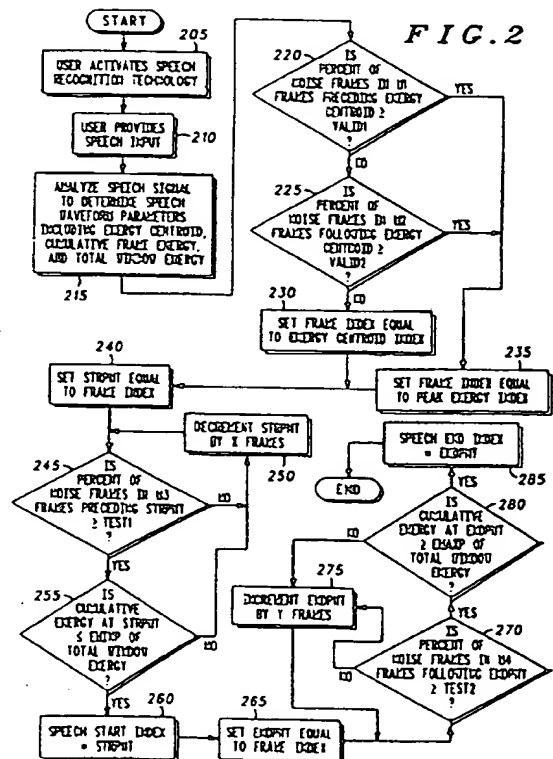 FIG.2
START
205
USER ACTIVATES SPEECH
RECOGNITION TECHNOLOGY
USER PROVIDES
SPEECH INPUT
210
ANALYZE SPEECH SIGNAL
TO DETERMINE SPEECH
WAVEFORM PARAMETERS
INCLUDING ENERGY CENTROID,
CUMULATIVE FRAME ENERGY,
AND TOTAL WINDOW ENERGY
215
220
IS
PERCENT OF
NOISE FRAMES IN W1
FRAMES PRECEDING ENERGY
CENTROID ≥
VALID1
?
YES
NO
225
IS
PERCENT OF
NOISE FRAMES IN W2
FRAMES FOLLOWING ENERGY
CENTROID ≥
VALID2
?
YES
NO
230
SET FRAME INDEX EQUAL
TO ENERGY CENTROID INDEX
235
SET FRAME INDEX EQUAL
TO PEAK ENERGY INDEX
240
SET STRPNT EQUAL
TO FRAME INDEX
DECREMENT STRPNT
BY X FRAMES
250
245
IS
PERCENT OF
NOISE FRAMES IN W3
FRAMES PRECEDING STRPNT
≥ TEST1
?
NO
YES
255
IS
CUMULATIVE
ENERGY AT STRPNT
≤ EMINP OF
TOTAL WINDOW
ENERGY
?
NO
YES
260
SPEECH START INDEX
= STRPNT
265
SET ENDPNT EQUAL
TO FRAME INDEX
270
IS
PERCENT OF
NOISE FRAMES IN W4
FRAMES FOLLOWING ENDPNT
≥ TEST2
?
NO
YES
275
INCREMENT ENDPNT
BY Y FRAMES
280
IS
CUMULATIVE
ENERGY AT ENDPNT
≥ EMAXP OF
TOTAL WINDOW
ENERGY
?
NO
YES
SPEECH END INDEX
= ENDPNT
285
END